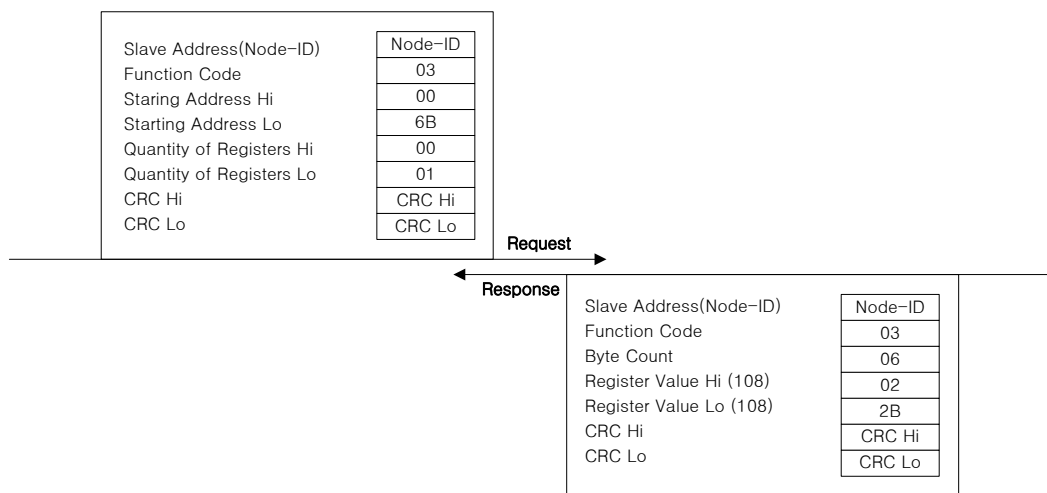 Slave Address(Node-ID) Node-ID
Function Code 03
Staring Address Hi 00
Starting Address Lo 6B
Quantity of Registers Hi 00
Quantity of Registers Lo 01
CRC Hi CRC Hi
CRC Lo CRC Lo
Request
Response
Slave Address(Node-ID) Node-ID
Function Code 03
Byte Count 06
Register Value Hi (108) 02
Register Value Lo (108) 2B
CRC Hi CRC Hi
CRC Lo CRC Lo